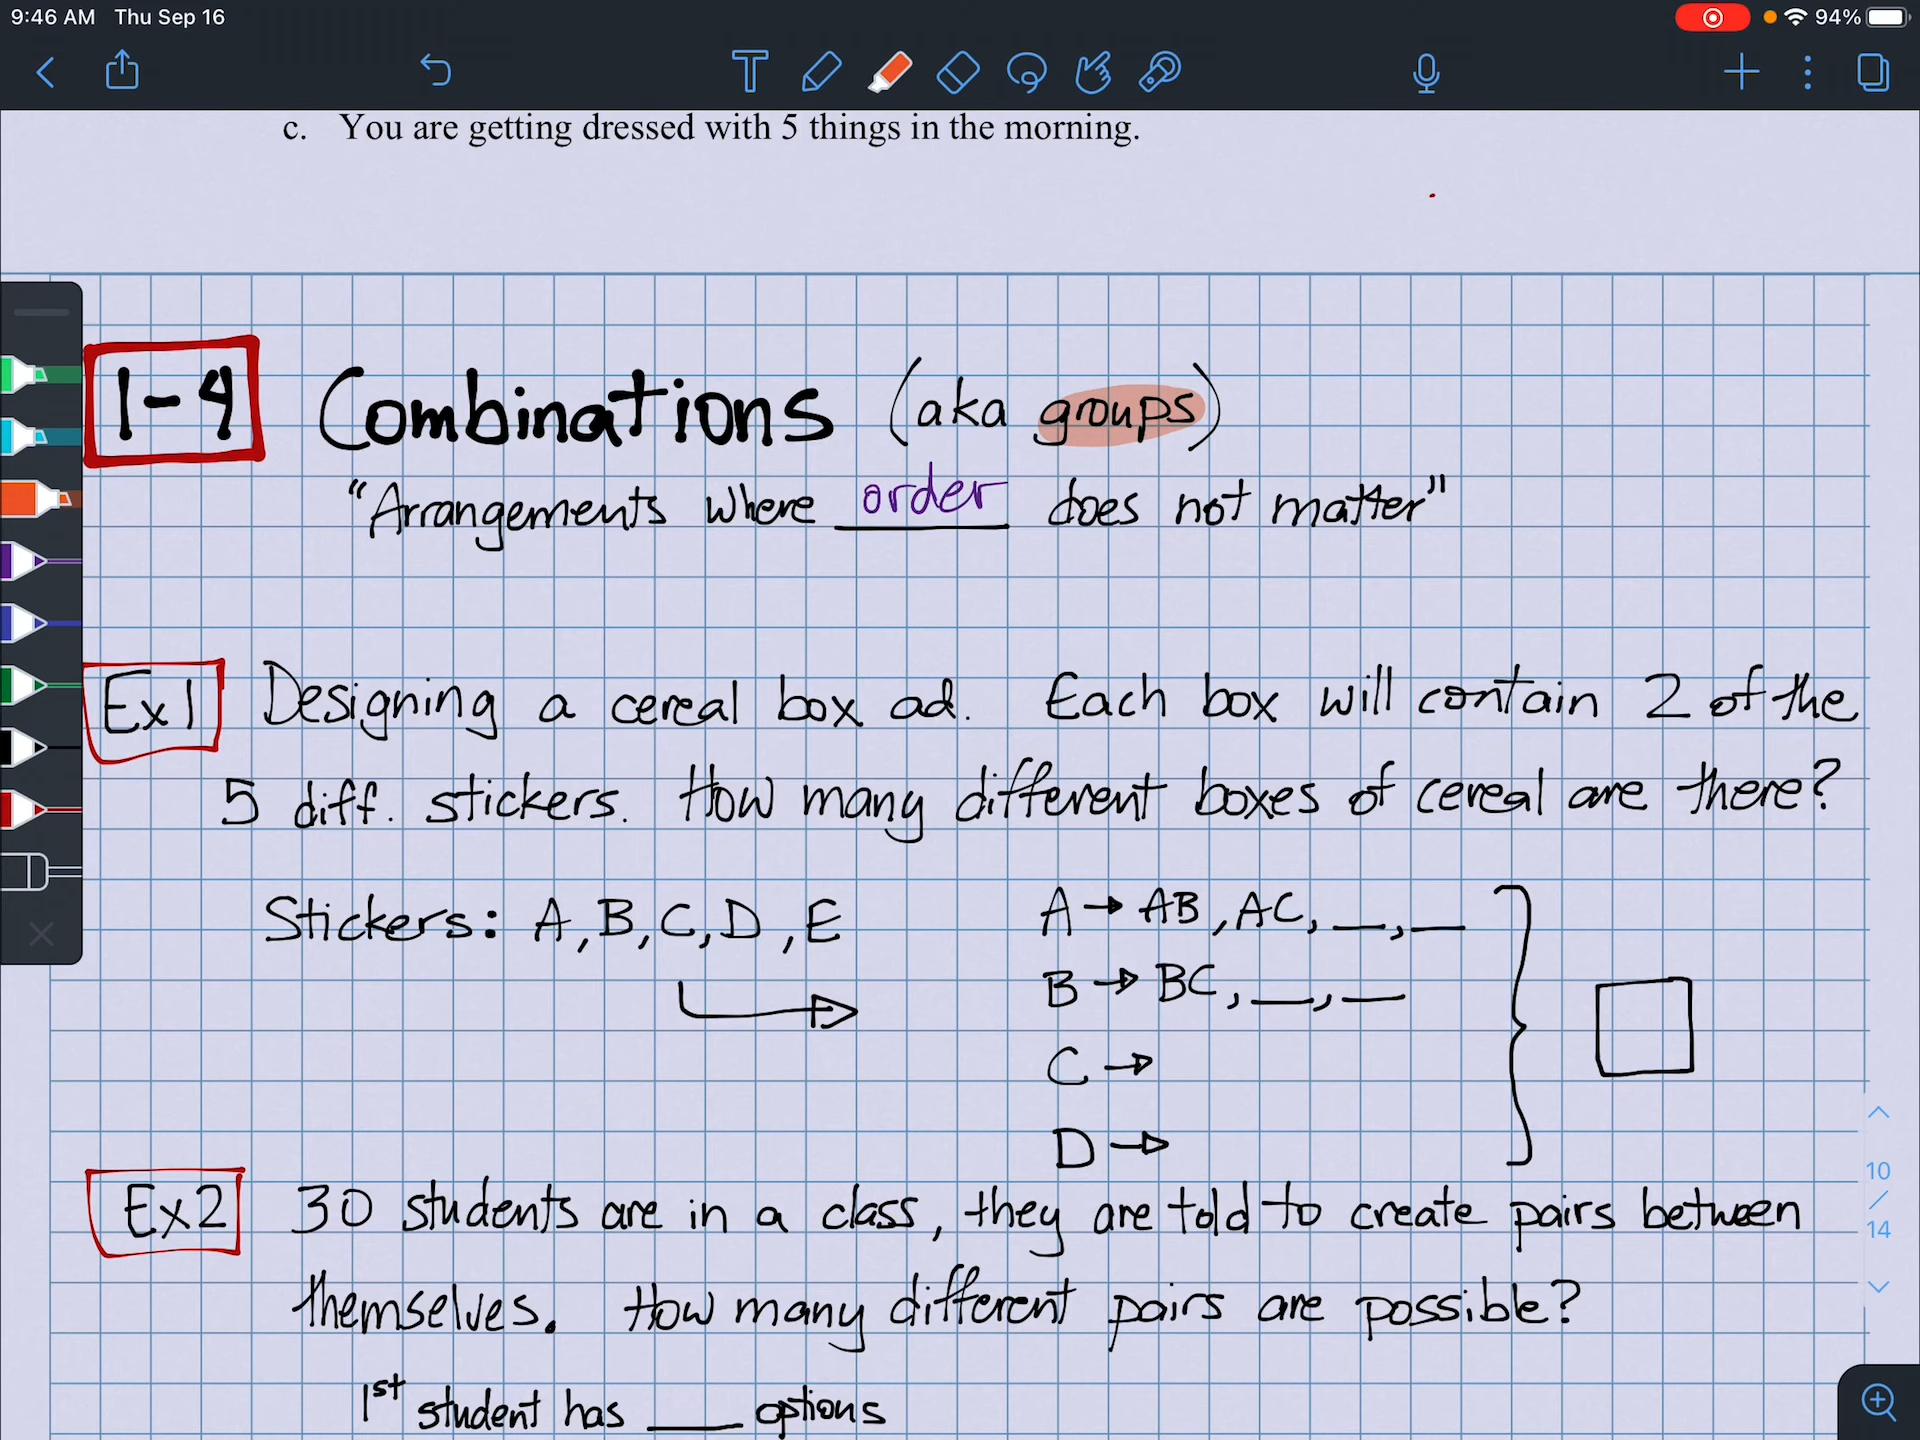 9:46 AM Thu Sep 16 94%
c. You are getting dressed with 5 things in the morning.
1-4 Combinations (aka groups)
"Arrangements where order does not matter"
Ex1 Designing a cereal box ad. Each box will contain 2 of the
5 diff. stickers. How many different boxes of cereal are there?
Stickers: A, B, C, D, E
A → AB, AC, __, __
B → BC, __, __
C →
D →
10
/
14
Ex2 30 students are in a class, they are told to create pairs between
themselves. How many different pairs are possible?
1st student has ___ options